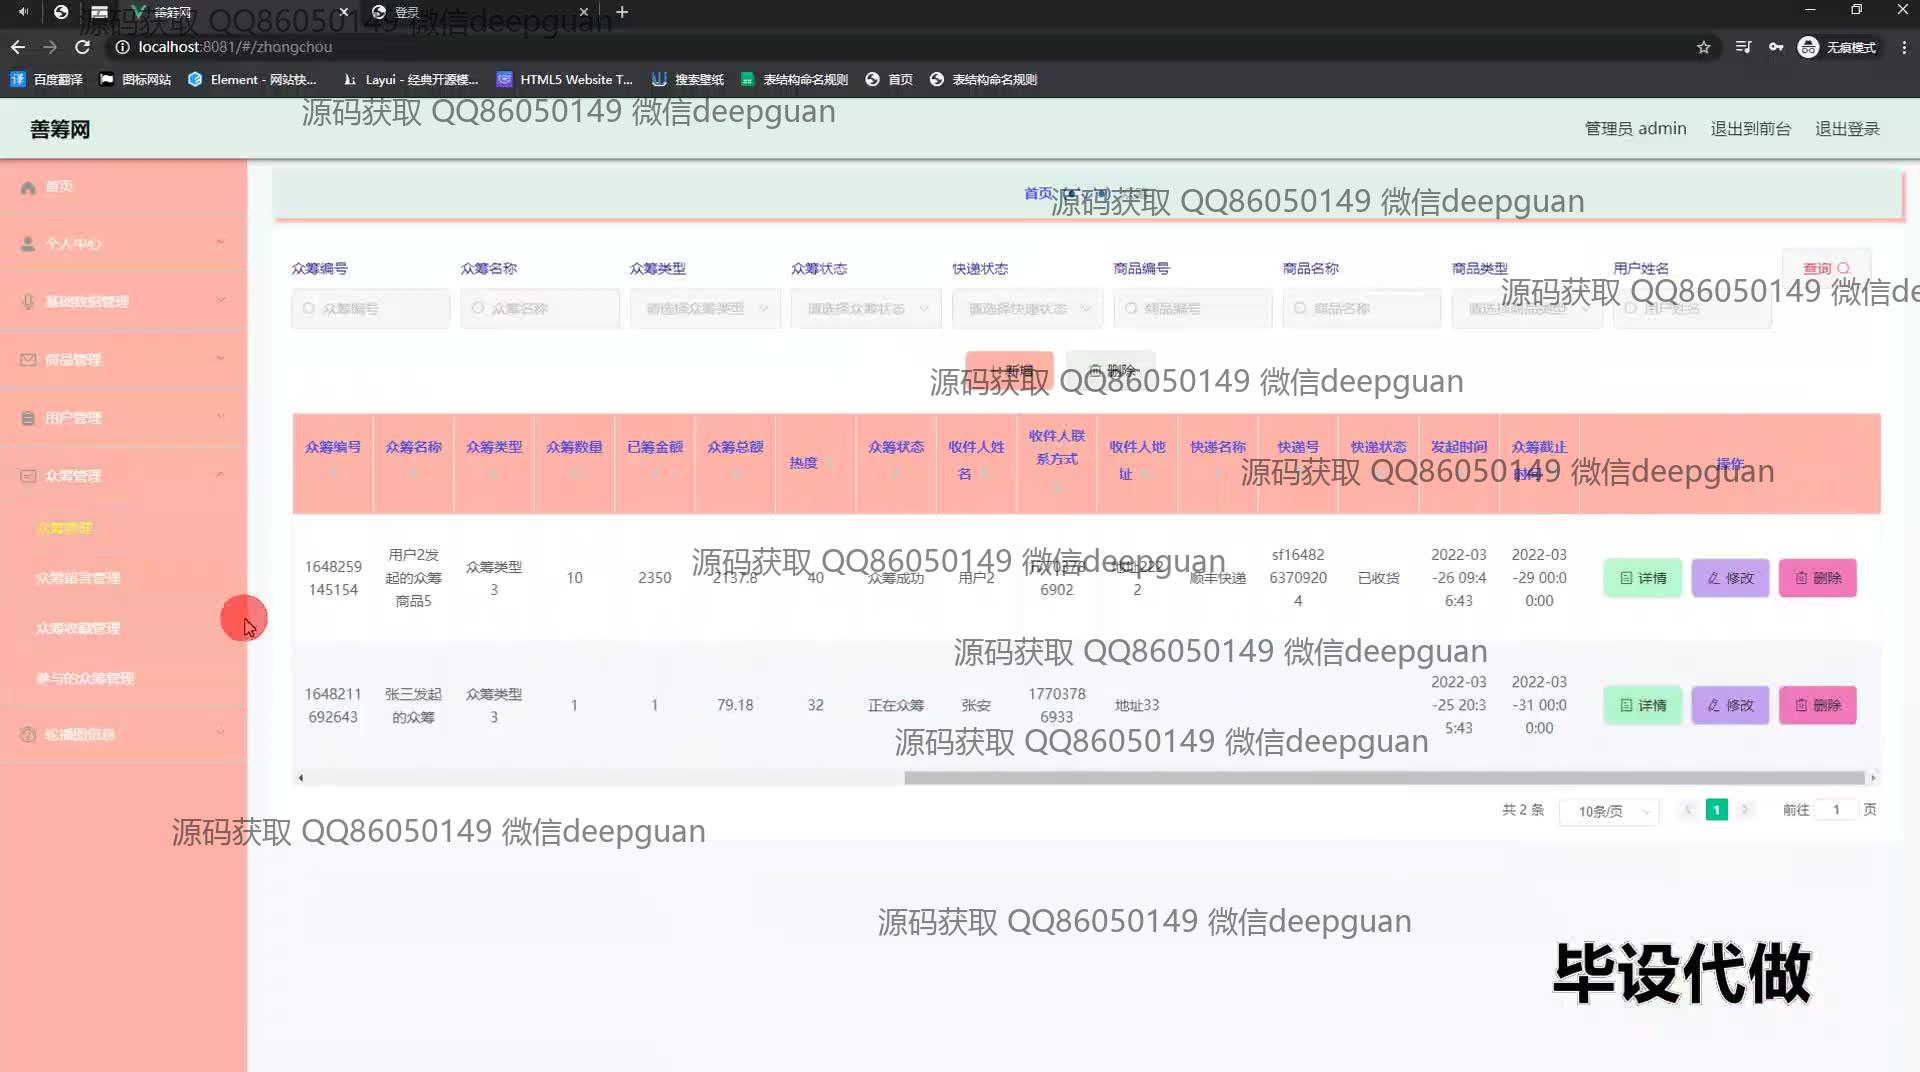 善筹网
登录
源码获取 QQ86050149 微信deepguan
localhost:8081/#/zhongchou
无痕模式
百度翻译
图标网站
Element - 网站快...
Layui - 经典开源模...
HTML5 Website T...
搜索壁纸
表结构命名规则
首页
表结构命名规则
善筹网
源码获取 QQ86050149 微信deepguan
管理员 admin
退出到前台
退出登录
首页
个人中心
基础数据管理
商品管理
用户管理
众筹管理
众筹管理
众筹留言管理
众筹收藏管理
参与的众筹管理
轮播图信息
首页
源码获取 QQ86050149 微信deepguan
众筹编号 众筹名称 众筹类型 众筹状态 快递状态 商品编号 商品名称 商品类型 用户姓名 查询
众筹编号 众筹名称 请选择众筹类型 请选择众筹状态 请选择快递状态 商品编号 商品名称 请选择商品类型 用户姓名
源码获取 QQ86050149 微信de
新增 删除
源码获取 QQ86050149 微信deepguan
众筹编号 众筹名称 众筹类型 众筹数量 已筹金额 众筹总额 热度 众筹状态 收件人姓名 收件人联系方式 收件人地址 快递名称 快递号 快递状态 发起时间 众筹截止时间 操作
源码获取 QQ86050149 微信deepguan
1648259145154 用户2发起的众筹商品5 众筹类型3 10 2350 2137.8 40 众筹成功 用户2 顺丰快递 sf1648263709204 已收货 2022-03-26 09:46:43 2022-03-29 00:00:00 详情 修改 删除
源码获取 QQ86050149 微信deepguan
源码获取 QQ86050149 微信deepguan
1648211692643 张三发起的众筹 众筹类型3 1 1 79.18 32 正在众筹 张安 17703786933 地址33 2022-03-25 20:35:43 2022-03-31 00:00:00 详情 修改 删除
源码获取 QQ86050149 微信deepguan
共 2 条 10条/页 1 前往 1 页
源码获取 QQ86050149 微信deepguan
源码获取 QQ86050149 微信deepguan
毕设代做